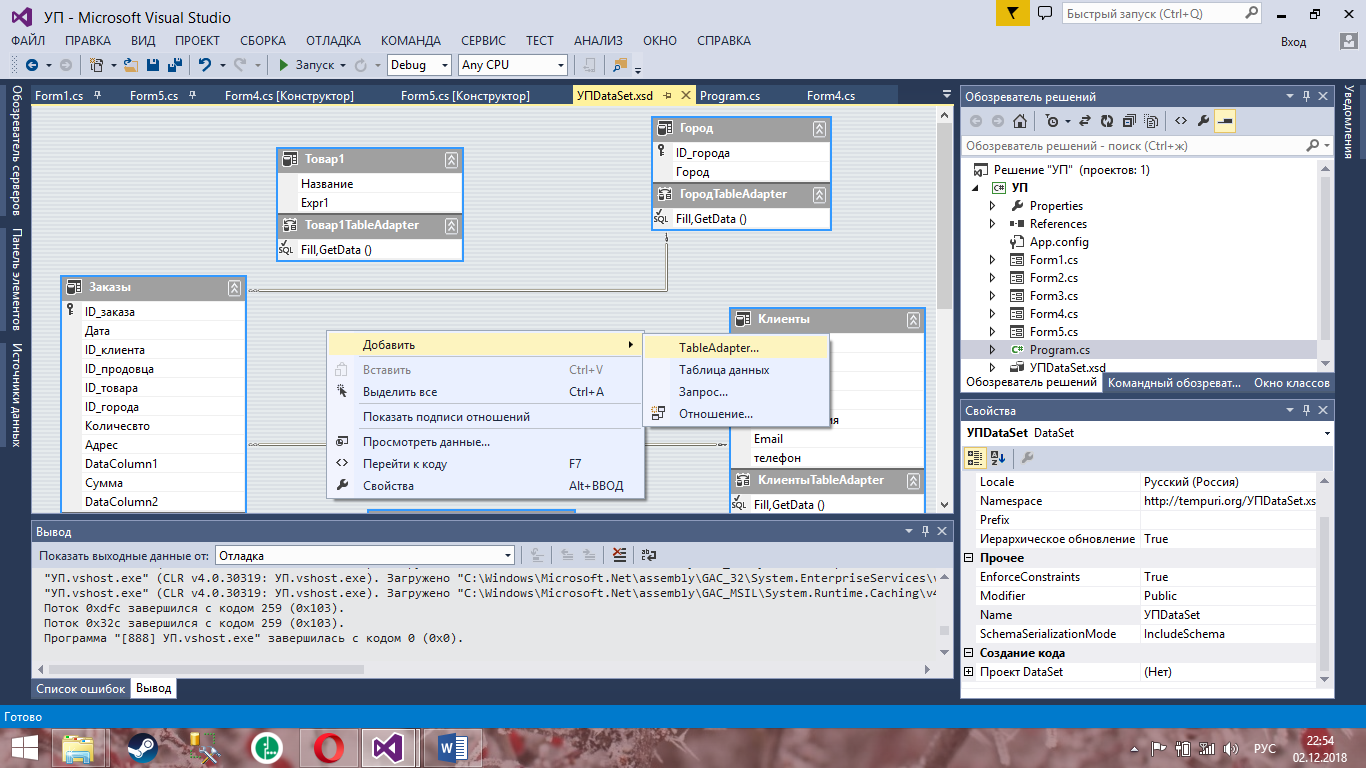 УП - Microsoft Visual Studio
Быстрый запуск (Ctrl+Q)
ФАЙЛ ПРАВКА ВИД ПРОЕКТ СБОРКА ОТЛАДКА КОМАНДА СЕРВИС ТЕСТ АНАЛИЗ ОКНО СПРАВКА
Вход
Запуск Debug Any CPU
Обозреватель серверов
Панель элементов
Источники данных
Form1.cs Form5.cs Form4.cs [Конструктор] Form5.cs [Конструктор] УПDataSet.xsd Program.cs Form4.cs
Товар1
Название
Expr1
Товар1TableAdapter
Fill,GetData ()
Город
ID_города
Город
ГородTableAdapter
Fill,GetData ()
Заказы
ID_заказа
Дата
ID_клиента
ID_продовца
ID_товара
ID_города
Количесвто
Адрес
DataColumn1
Сумма
DataColumn2
Добавить
Вставить Ctrl+V
Выделить все Ctrl+A
Показать подписи отношений
Просмотреть данные...
Перейти к коду F7
Свойства Alt+ВВОД
TableAdapter...
Таблица данных
Запрос...
Отношение...
Клиенты
Email
телефон
КлиентыTableAdapter
Fill,GetData ()
Вывод
Показать выходные данные от: Отладка
"УП.vshost.exe" (CLR v4.0.30319: УП.vshost.exe). Загружено "C:\Windows\Microsoft.Net\assembly\GAC_32\System.EnterpriseServices\v
"УП.vshost.exe" (CLR v4.0.30319: УП.vshost.exe). Загружено "C:\Windows\Microsoft.Net\assembly\GAC_MSIL\System.Runtime.Caching\v4
Поток 0xdfc завершился с кодом 259 (0x103).
Поток 0x32c завершился с кодом 259 (0x103).
Программа "[888] УП.vshost.exe" завершилась с кодом 0 (0x0).
Список ошибок Вывод
Обозреватель решений
Обозреватель решений - поиск (Ctrl+ж)
Решение "УП" (проектов: 1)
УП
Properties
References
App.config
Form1.cs
Form2.cs
Form3.cs
Form4.cs
Form5.cs
Program.cs
УПDataSet.xsd
Обозреватель решений Командный обозреват... Окно классов
Уведомления
Свойства
УПDataSet DataSet
Locale Русский (Россия)
Namespace http://tempuri.org/УПDataSet.xs
Prefix
Иерархическое обновление True
Прочее
EnforceConstraints True
Modifier Public
Name УПDataSet
SchemaSerializationMode IncludeSchema
Создание кода
Проект DataSet (Нет)
Готово
РУС
22:54
02.12.2018